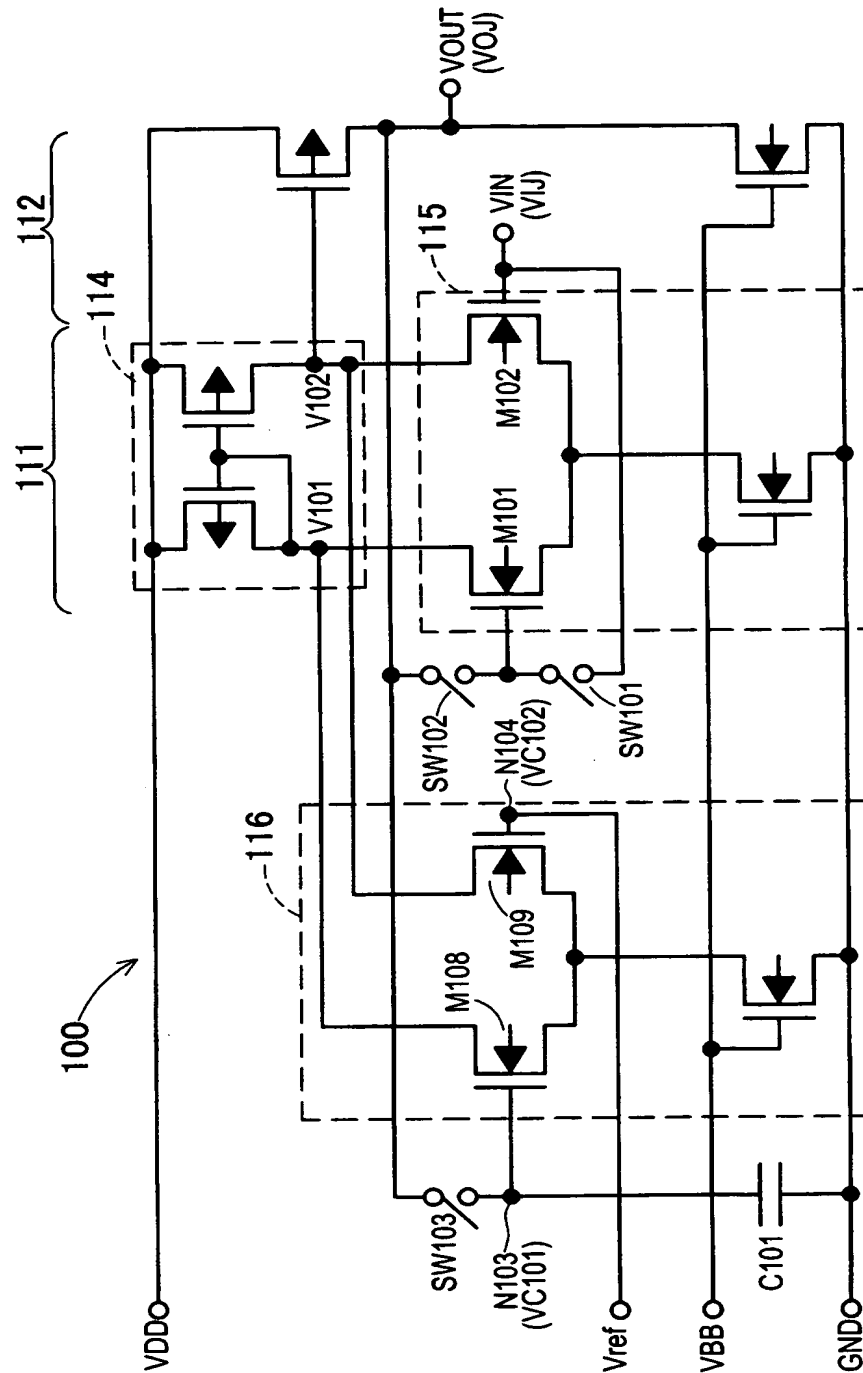 100
111
112
114
VDD
V101
V102
VOUT
(VOJ)
116
115
M108
M109
M101
M102
VIN
(VIJ)
SW103
N103
(VC101)
N104
(VC102)
SW102
SW101
Vref
VBB
C101
GND